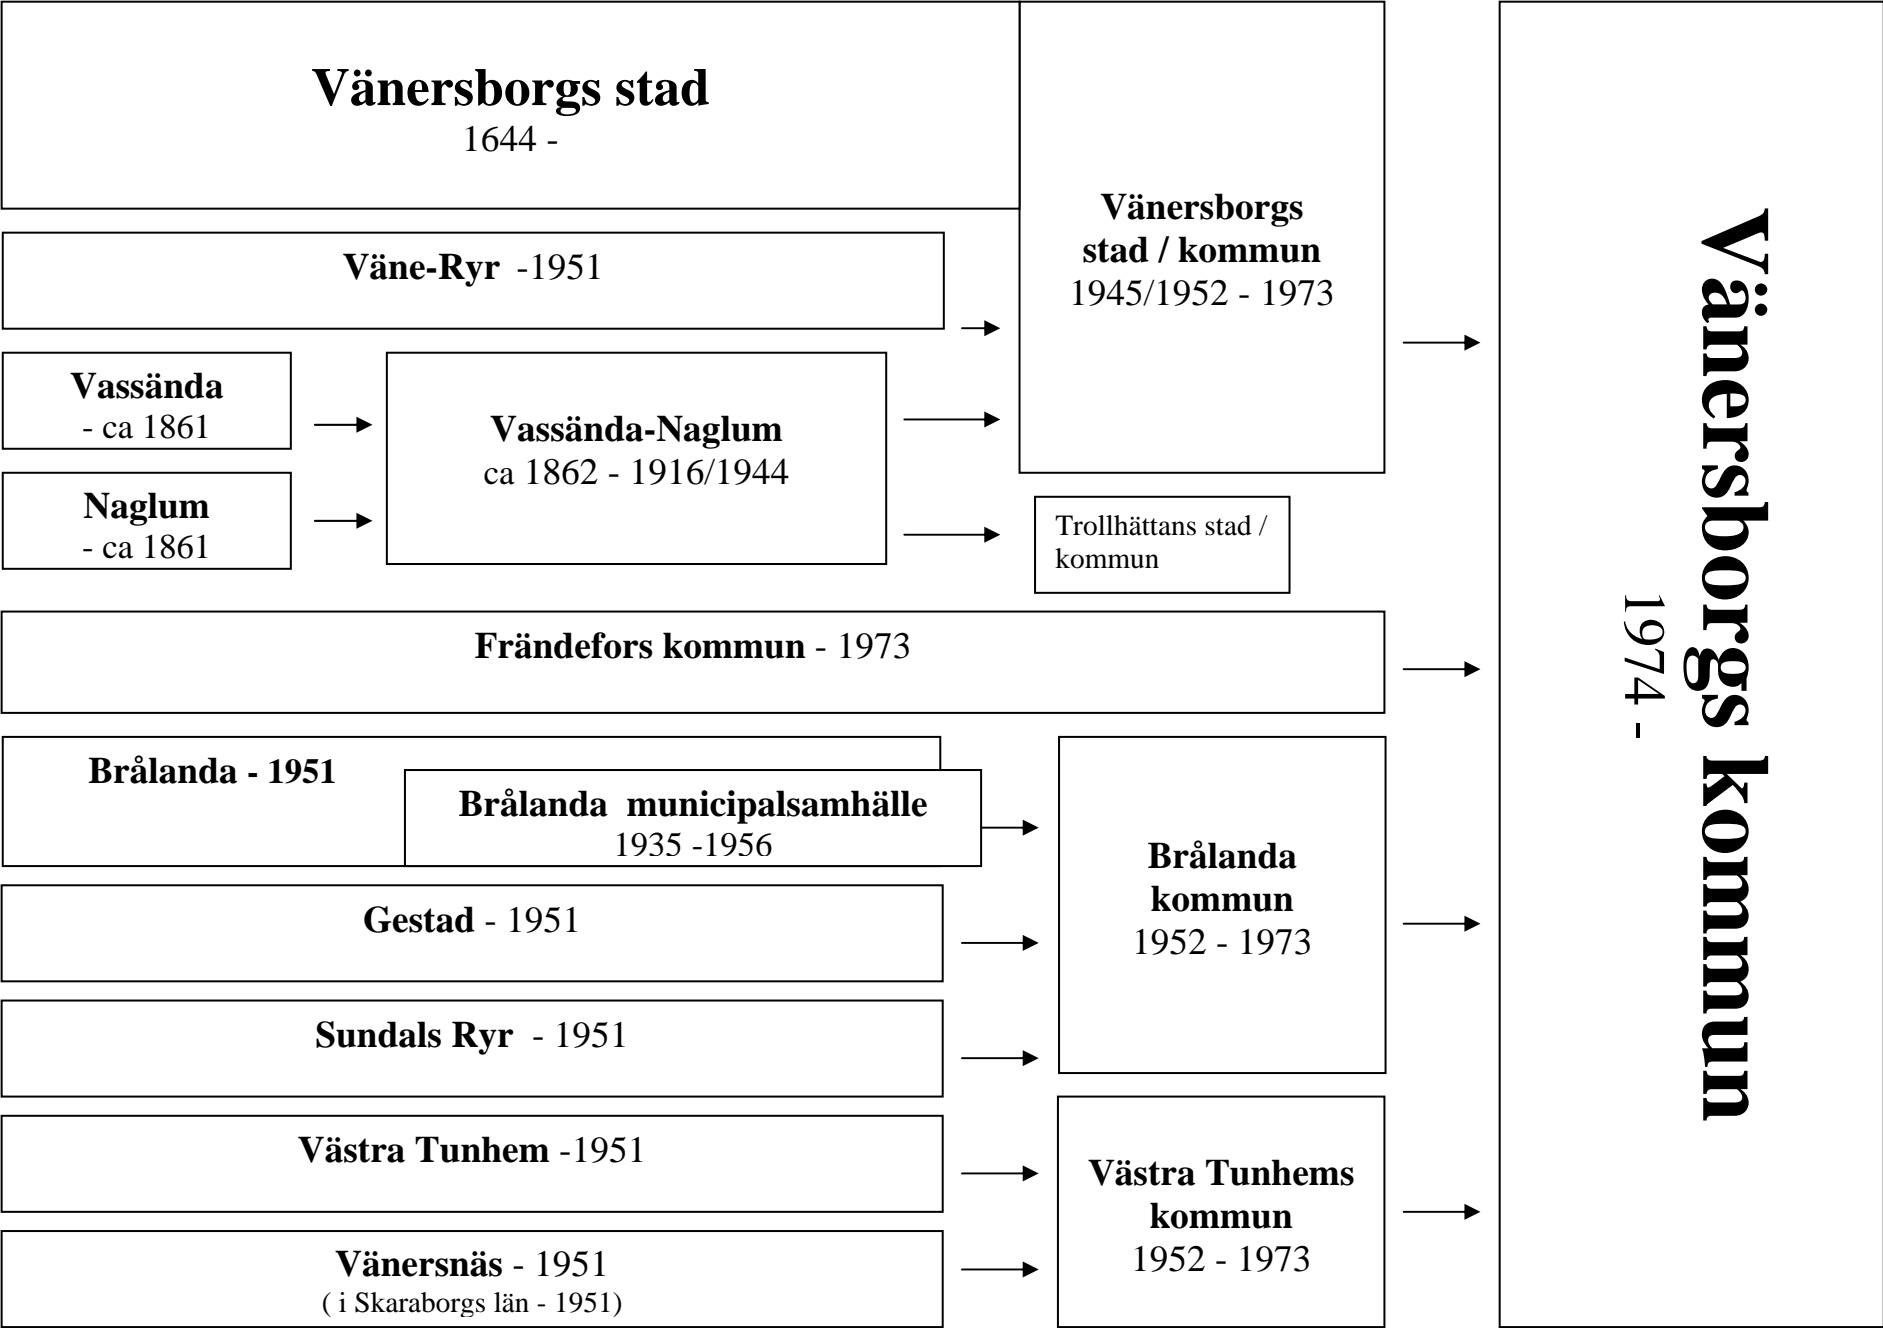 Vänersborgs stad
1644 -
Vänersborgs
stad / kommun
1945/1952 - 1973
Väne-Ryr  -1951
Vassända
- ca 1861
Naglum
- ca 1861
Vassända-Naglum
ca 1862 - 1916/1944
Trollhättans stad /
kommun
Frändefors kommun - 1973
Brålanda - 1951
Brålanda  municipalsamhälle
1935 -1956
Brålanda
kommun
1952 - 1973
Gestad - 1951
Sundals Ryr  - 1951
Västra Tunhem -1951
Västra Tunhems
kommun
1952 - 1973
Vänersnäs - 1951
( i Skaraborgs län - 1951)
Vänersborgs kommun
1974 -